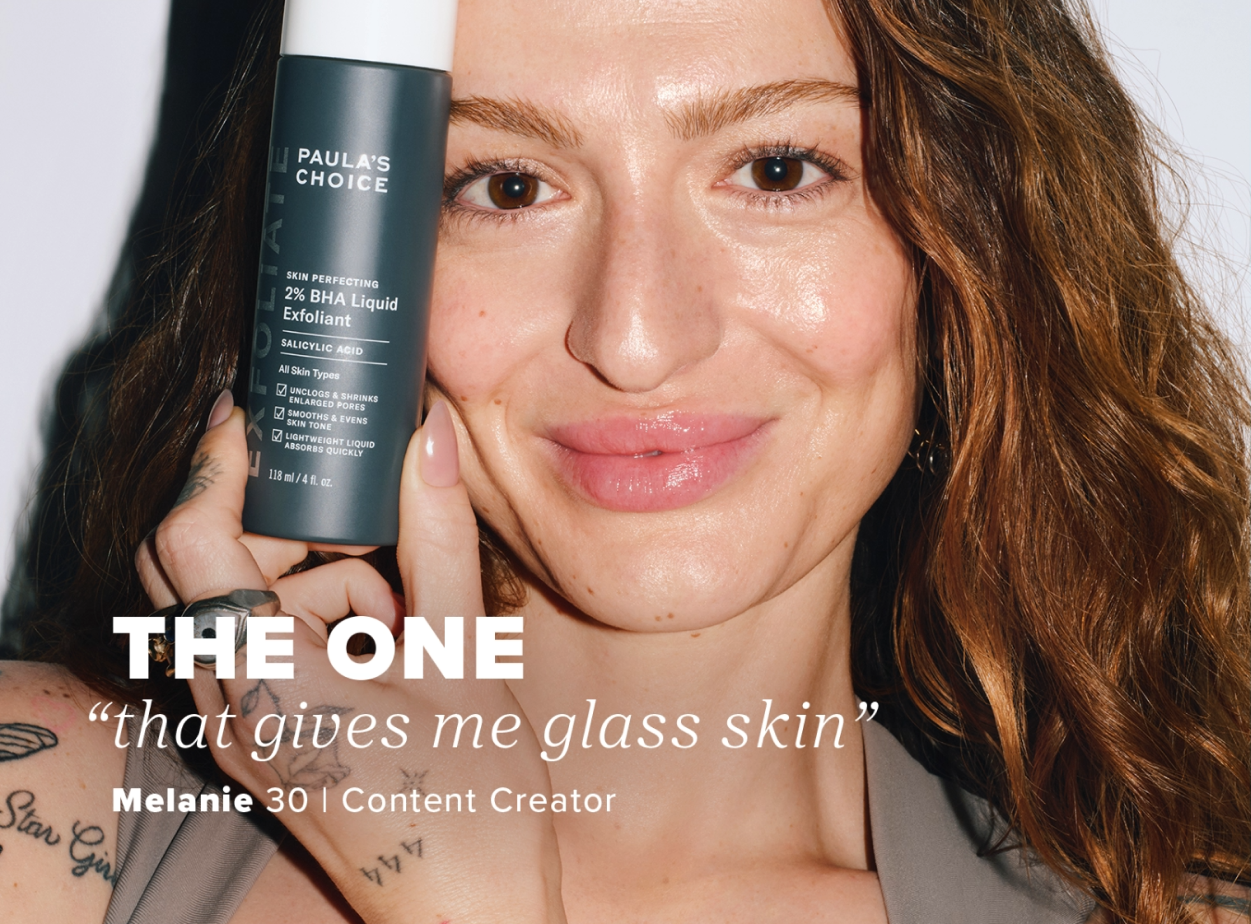 PAULA'S
CHOICE
EXFOLIATE
SKIN PERFECTING
2% BHA Liquid
Exfoliant
SALICYLIC ACID
All Skin Types
UNCLOGS & SHRINKS
ENLARGED PORES
SMOOTHS & EVENS
SKIN TONE
LIGHTWEIGHT LIQUID
ABSORBS QUICKLY
118 ml / 4 fl. oz.
THE ONE
“that gives me glass skin”
Melanie 30 | Content Creator
Star
444